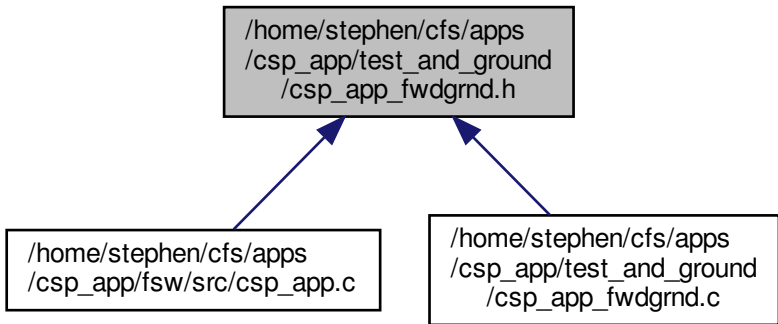 /home/stephen/cfs/apps
/csp_app/test_and_ground
/csp_app_fwdgrnd.h
/home/stephen/cfs/apps
/csp_app/fsw/src/csp_app.c
/home/stephen/cfs/apps
/csp_app/test_and_ground
/csp_app_fwdgrnd.c